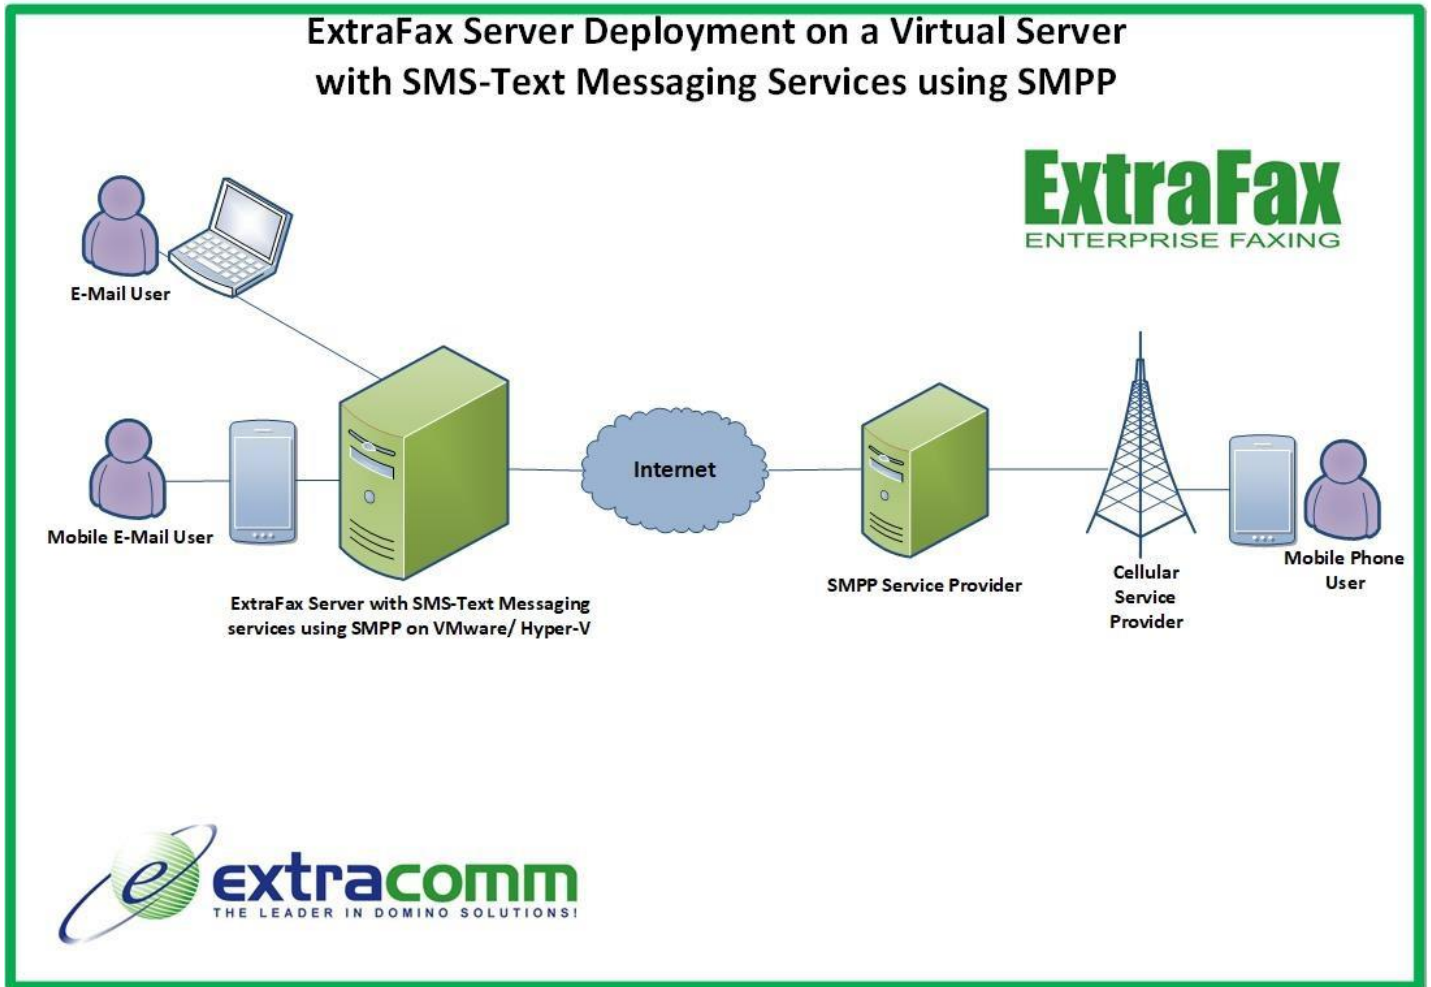 ExtraFax Server Deployment on a Virtual Server
with SMS-Text Messaging Services using SMPP
ExtraFax
ENTERPRISE FAXING
E-Mail User
Mobile E-Mail User
ExtraFax Server with SMS-Text Messaging
services using SMPP on VMware/ Hyper-V
Internet
SMPP Service Provider
Cellular
Service
Provider
Mobile Phone
User
e
extracomm
THE LEADER IN DOMINO SOLUTIONS!